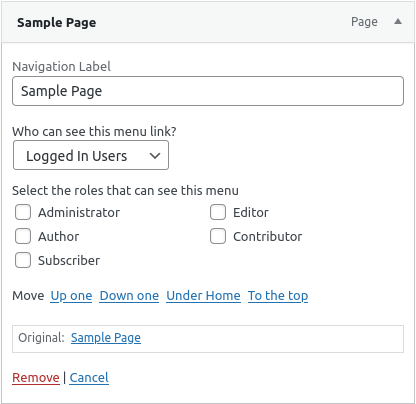 Sample Page Page
Navigation Label
Sample Page
Who can see this menu link?
Logged In Users
Select the roles that can see this menu
Administrator Editor
Author Contributor
Subscriber
Move Up one Down one Under Home To the top
Original: Sample Page
Remove | Cancel